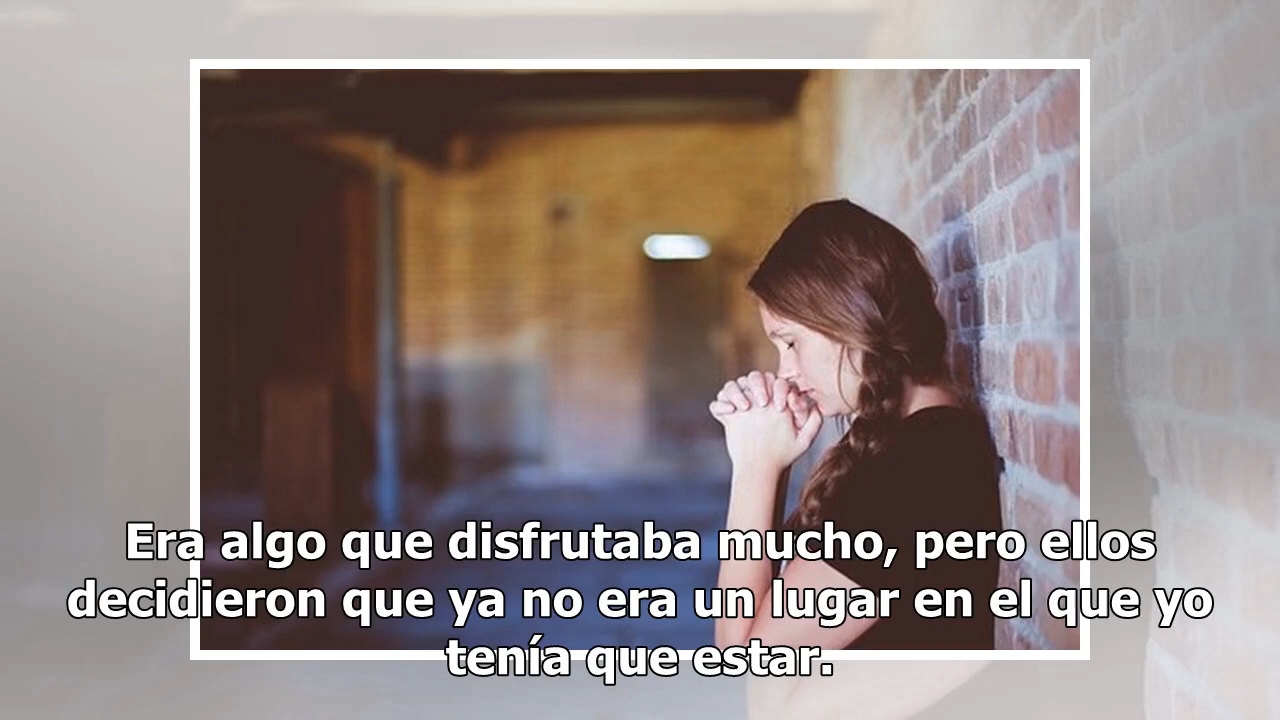 Era algo que disfrutaba mucho, pero ellos
decidieron que ya no era un lugar en el que yo
tenía que estar.